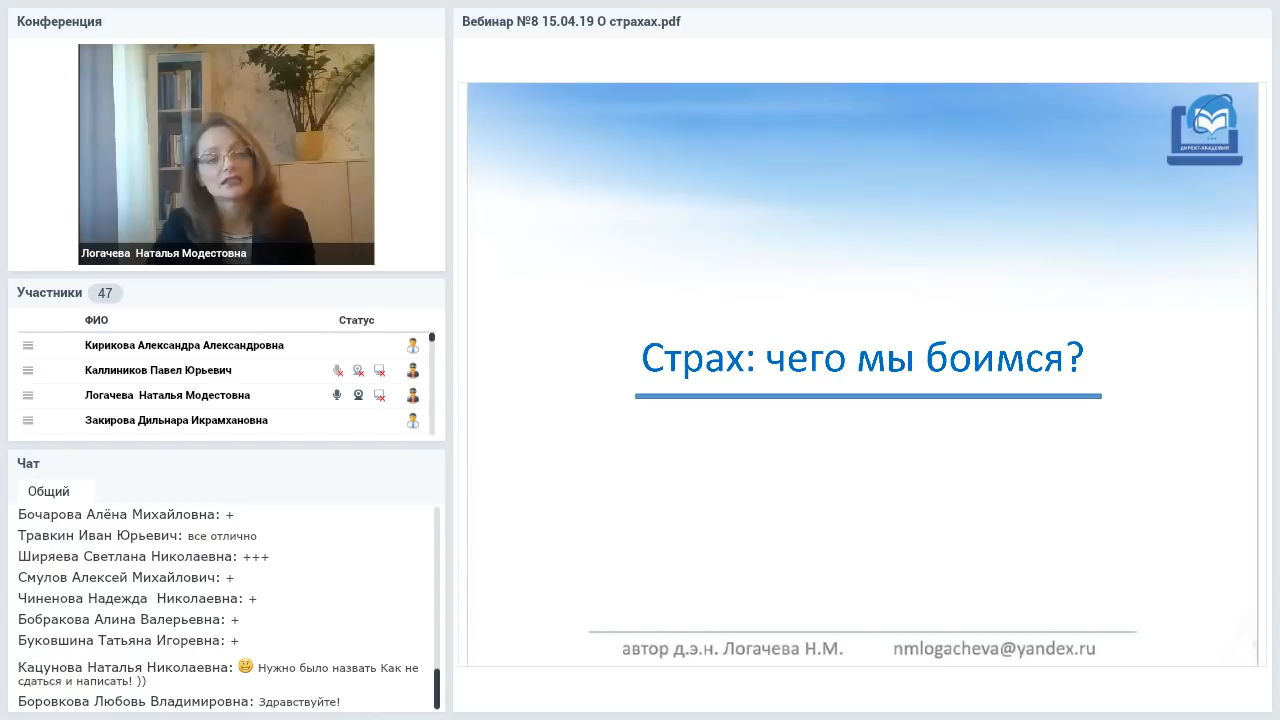 Конференция
Логачева  Наталья Модестовна
Участники 47
ФИО Статус
Кирикова Александра Александровна
Каллиников Павел Юрьевич
Логачева  Наталья Модестовна
Закирова Дильнара Икрамхановна
Чат
Общий
Бочарова Алёна Михайловна: +
Травкин Иван Юрьевич: все отлично
Ширяева Светлана Николаевна: +++
Смулов Алексей Михайлович: +
Чиненова Надежда  Николаевна: +
Бобракова Алина Валерьевна: +
Буковшина Татьяна Игоревна: +
Кацунова Наталья Николаевна: Нужно было назвать Как не
сдаться и написать! ))
Боровкова Любовь Владимировна: Здравствуйте!
Вебинар №8 15.04.19 О страхах.pdf
ДИРЕКТ-АКАДЕМИЯ
Страх: чего мы боимся?
автор д.э.н. Логачева Н.М. nmlogacheva@yandex.ru